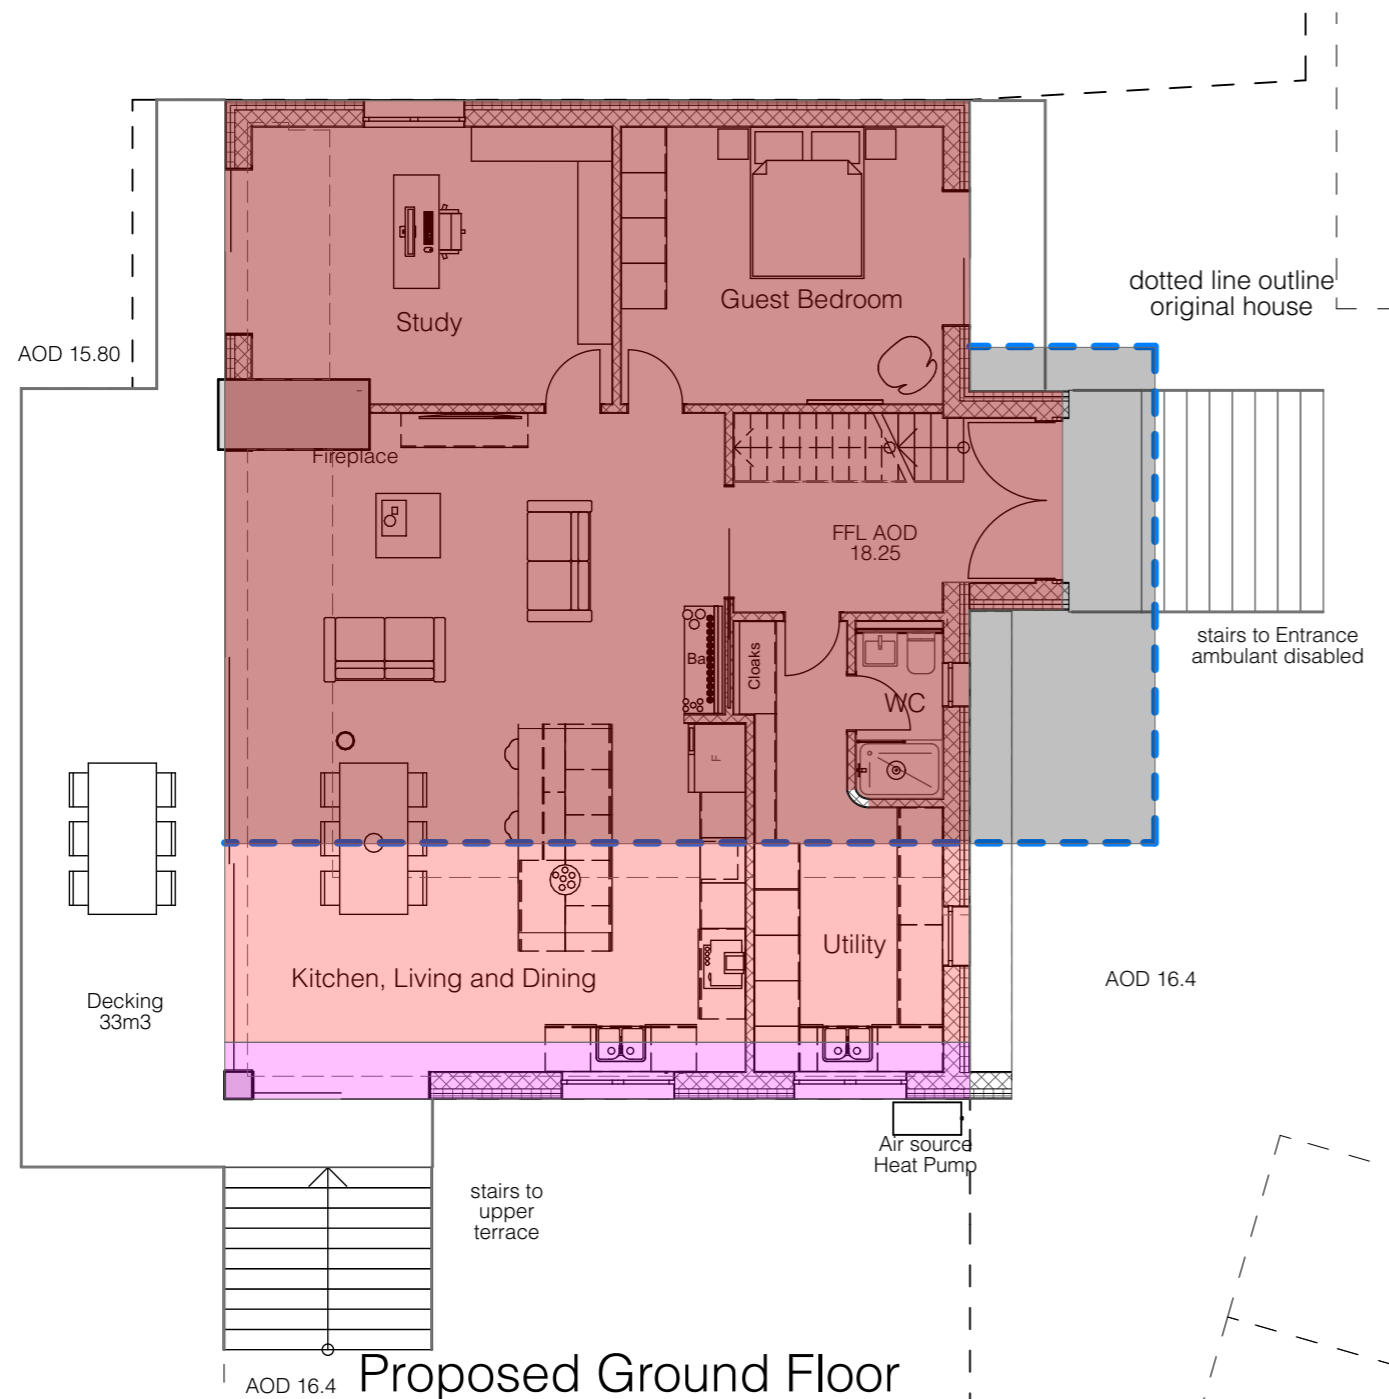 dotted line outline
original house
Guest Bedroom
Study
AOD 15.80
Fireplace
FFL AOD
18.25
stairs to Entrance
ambulant disabled
Cloaks
Ba
WC
F
Utility
Kitchen, Living and Dining
AOD 16.4
Decking
33m3
Air source
Heat Pump
stairs to
upper
terrace
Proposed Ground Floor
AOD 16.4